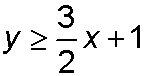 y ≥ 3/2 x + 1